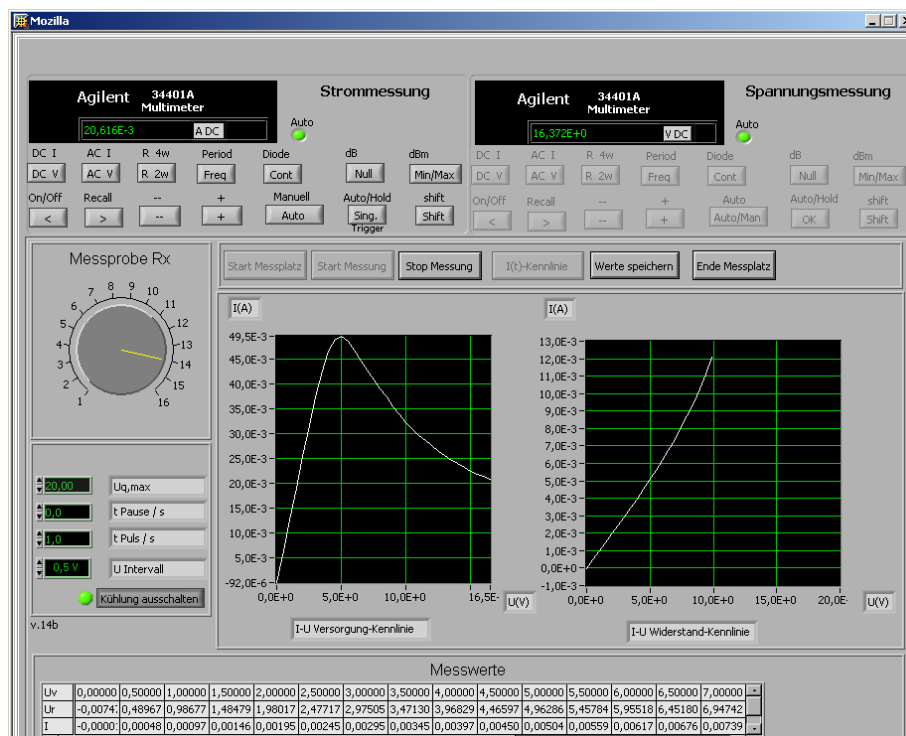 Mozilla
Agilent 34401A Multimeter
Strommessung
20,616E-3 A DC
Auto
Agilent 34401A Multimeter
Spannungsmessung
16,372E+0 V DC
Auto
DC I AC I R 4w Period Diode dB dBm
DC V AC V R 2w Freq Cont Null Min/Max
On/Off Recall -- + Manuell Auto/Hold shift
< > -- + Auto Sing. Shift
Trigger
DC I AC I R 4w Period Diode dB dBm
DC V AC V R 2w Freq Cont Null Min/Max
On/Off Recall -- + Auto Auto/Hold shift
< > -- + Auto/Man OK Shift
Messprobe Rx
1 2 3 4 5 6 7 8 9 10 11 12 13 14 15 16
Start Messplatz Start Messung Stop Messung I(t)-Kennlinie Werte speichern Ende Messplatz
I(A)
49,5E-3
45,0E-3
40,0E-3
35,0E-3
30,0E-3
25,0E-3
20,0E-3
15,0E-3
10,0E-3
5,0E-3
-92,0E-6
0,0E+0 5,0E+0 10,0E+0 16,5E-
U(V)
I-U Versorgung-Kennlinie
I(A)
13,0E-3
12,0E-3
11,0E-3
10,0E-3
9,0E-3
8,0E-3
7,0E-3
6,0E-3
5,0E-3
4,0E-3
3,0E-3
2,0E-3
1,0E-3
0,0E+0
-1,0E-3
0,0E+0 5,0E+0 10,0E+0 15,0E+0 20,0E-
U(V)
I-U Widerstand-Kennlinie
20,00 Uq,max
0,0 t Pause / s
1,0 t Puls / s
0,5 V U Intervall
Kühlung ausschalten
v.14b
Messwerte
Uv 0,00000 0,50000 1,00000 1,50000 2,00000 2,50000 3,00000 3,50000 4,00000 4,50000 5,00000 5,50000 6,00000 6,50000 7,00000
Ur -0,0074 0,48967 0,98677 1,48479 1,98017 2,47717 2,97505 3,47130 3,96829 4,46597 4,96286 5,45784 5,95518 6,45180 6,94742
I -0,0000 0,00048 0,00097 0,00146 0,00195 0,00245 0,00295 0,00345 0,00397 0,00450 0,00504 0,00559 0,00617 0,00676 0,00739